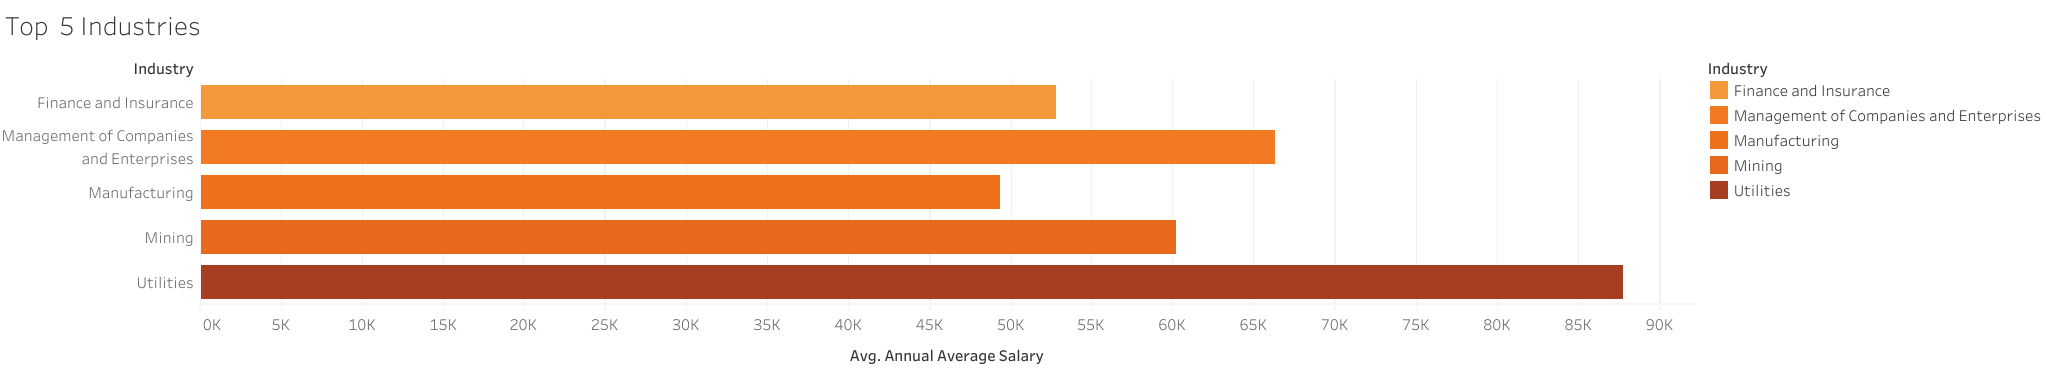 Top 5 Industries
Industry
Finance and Insurance
Management of Companies
and Enterprises
Manufacturing
Mining
Utilities
0K 5K 10K 15K 20K 25K 30K 35K 40K 45K 50K 55K 60K 65K 70K 75K 80K 85K 90K
Avg. Annual Average Salary
Industry
Finance and Insurance
Management of Companies and Enterprises
Manufacturing
Mining
Utilities